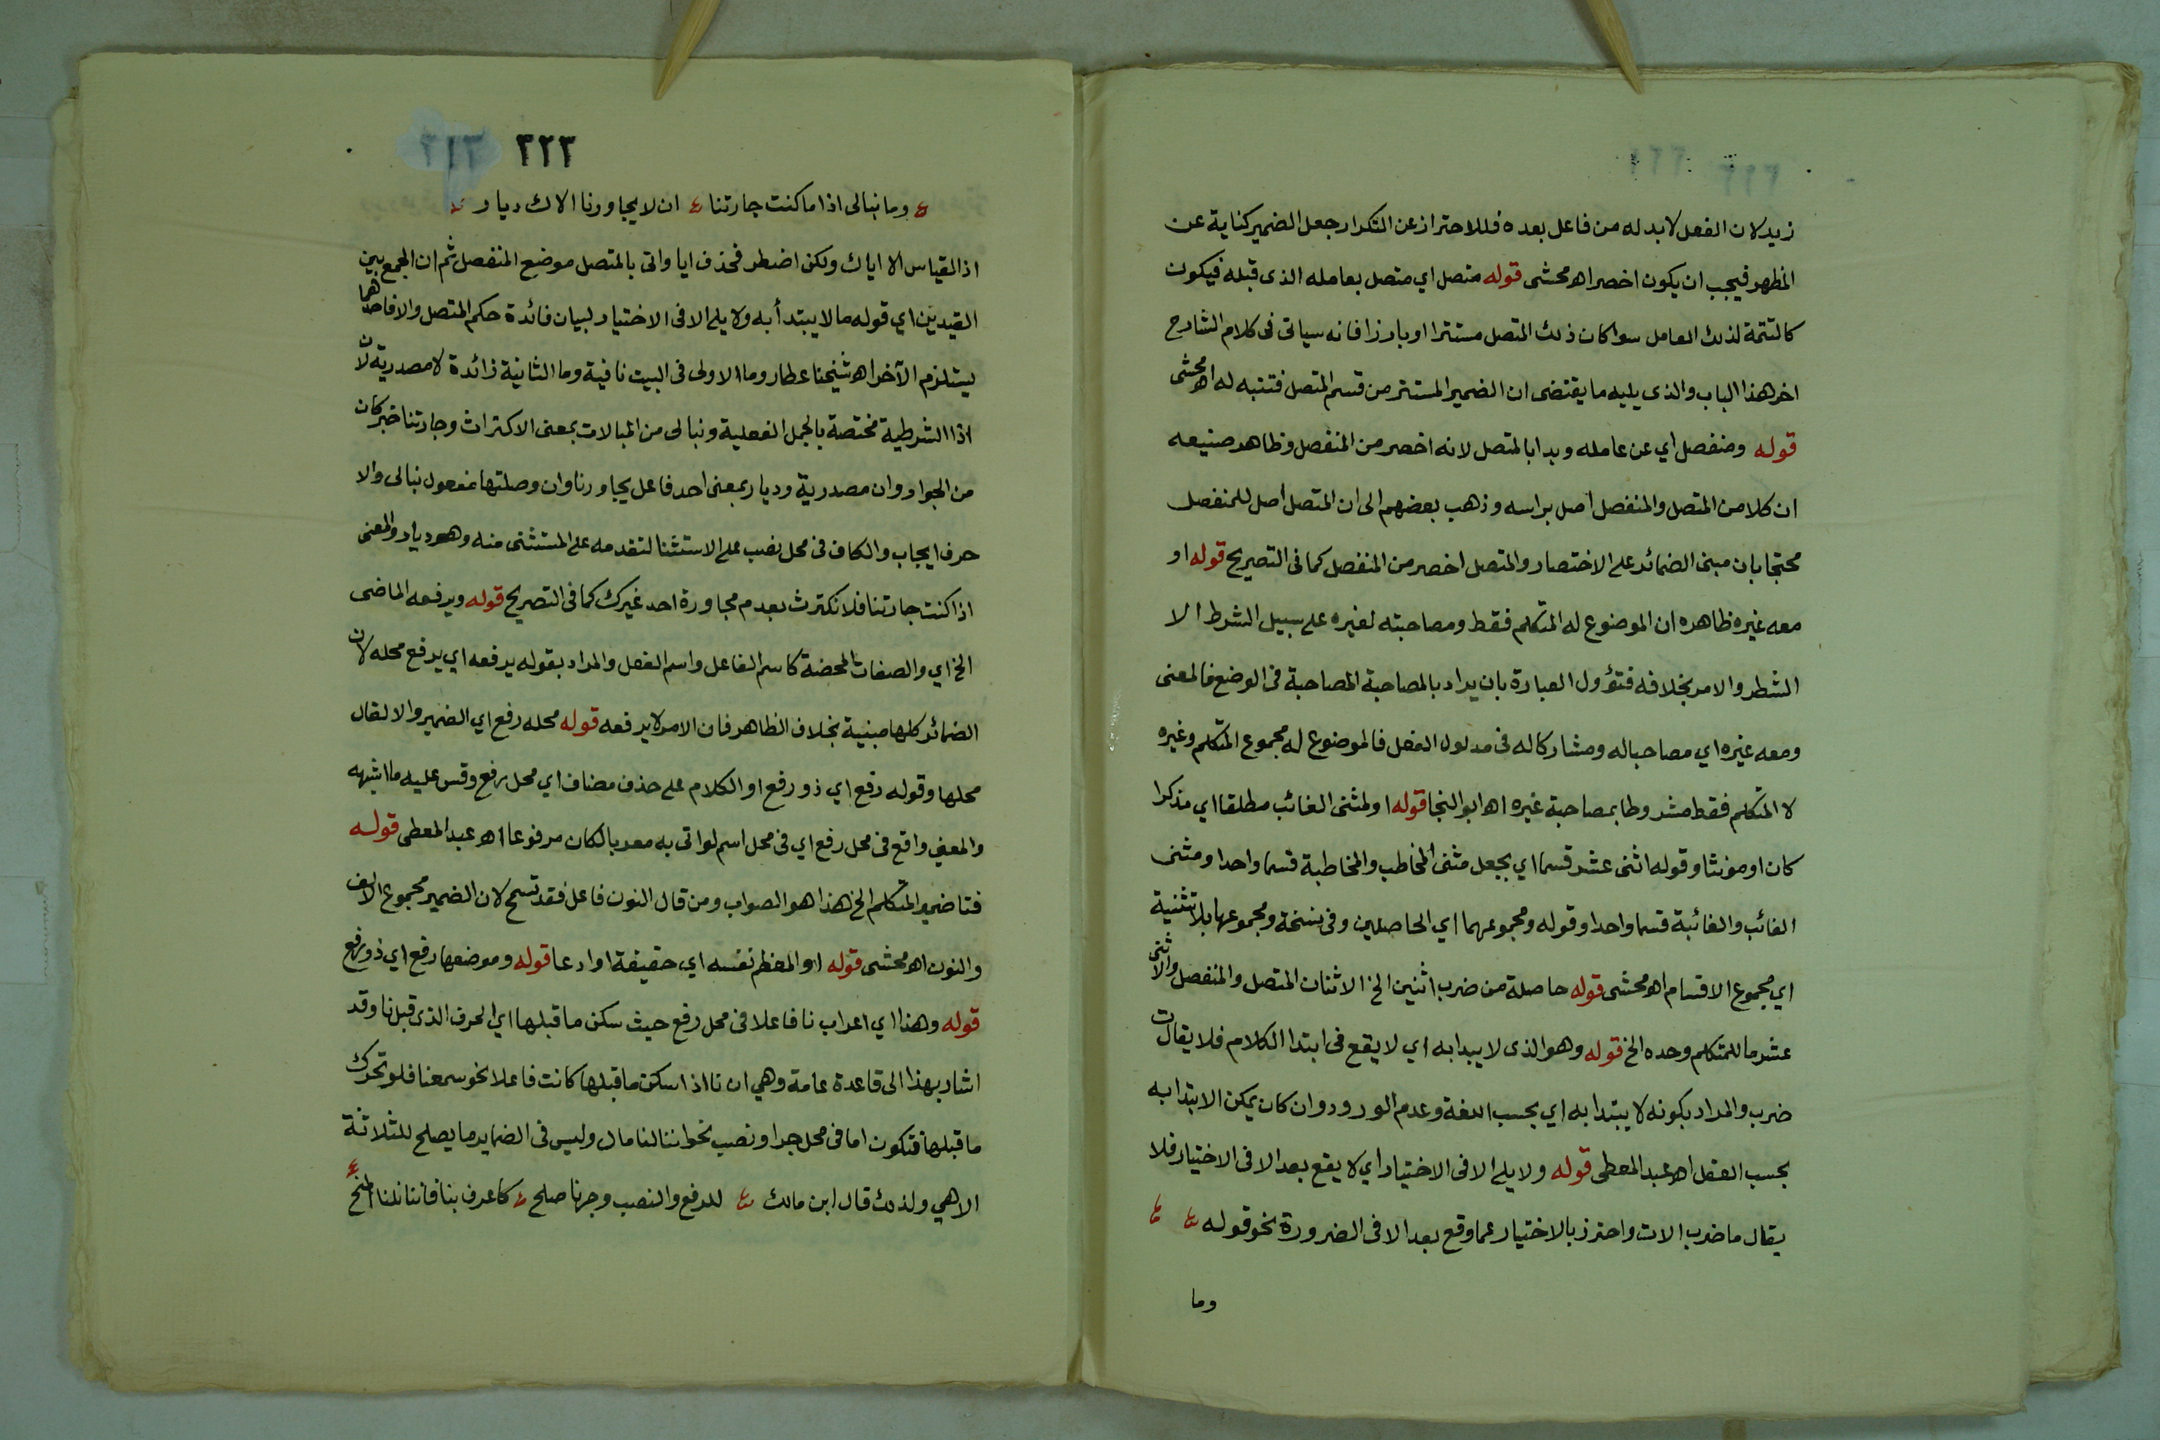 زيد لان الفعل لابد له من فاعل بعده فللاحتراز عن التكرار جعل الضمير كناية عن
المظهر فيجب ان يكون اخصر اهـ محشى قوله متصل اي متصل بعامله الذى قبله فيكون
كالتتمة لذلك العامل سوا كان ذلك المتصل مستترا او بارزا فانه سياتى فى كلام الشارح
اخر هذا الباب والذى يليه ما يقتضى ان الضمير المستتر من قسم المتصل فتنبه له اهـ محشى
قوله ومنفصل اي عن عامله وبدا بالمتصل لانه اخصر من المنفصل وظاهر صنيعه
ان كلا من المتصل والمنفصل اصل براسه وذهب بعضهم الى ان المتصل اصل للمنفصل
محتجا بان مبنى الضمائر على الاختصار والمتصل اخصر من المنفصل كما فى التصريح قوله او
معه غيره ظاهره ان الموضوع له المتكلم فقط ومصاحبته لغيره على سبيل الشرط الا
الشطر والامر بخلافه فتؤول العبارة بان يراد بالمصاحبة المصاحبة فى الوضع فالمعنى
ومعه غيره اي مصاحبا له ومشاركا له فى مدلول الفعل فالموضوع له مجموع المتكلم وغيره
لا المتكلم فقط مشروطا بمصاحبة غيره اهـ ابو النجا قوله او لمثنى الغائب مطلقا اي مذكرا
كان او مونثا وقوله اثنى عشر قسما اي بجعل مثنى المخاطب والمخاطبة قسما واحدا ومثنى
الغائب والغائبة قسما واحدا وقوله ومجموعهما اي الحاصلين وفى نسخة ومجموعها بلا تثنية
اي مجموع الاقسام اهـ محشى قوله حاصلة من ضرب اثنين الخ الاثنان المتصل والمنفصل والاثنى
عشر ما للمتكلم وحده الخ قوله وهو الذى لا يبدا به اي لا يقع فى ابتدا الكلام فلا يقال ت
ضرب والمراد بكونه لا يبتدا به اي بحسب اللغة وعدم الورود وان كان يمكن الابتدا به
بحسب العقل اهـ عبد المعطى قوله ولا يلى الا فى الاختيار اي لا يقع بعد الا فى الاختيار فلا
يقال ما ضرب الات واحترز بالاختيار عما وقع بعد الا فى الضرورة نحو قوله
وما
٣٢٣ ٣١٣
وما نبالى اذا ما كنت جارتنا ان لا يجاورنا الاك ديار
اذ القياس الا اياك ولكن اضطر فحذف ايا واتى بالمتصل موضع المنفصل ثم ان الجمع بين
القيدين اي قوله ما لا يبتدأ به ولا يلى الا فى الاختيار لبيان فائدة حكم المتصل والا فاحدهما
يستلزم الآخر اهـ شيخنا عطار وما الاولى فى البيت نافية وما الثانية زائدة لا مصدرية لان
اذا الشرطية مختصة بالجمل الفعلية ونبالى من المبالات بمعنى الاكتراث وجارتنا خبر كان
من الجوار وان مصدرية وديار بمعنى احد فاعل يجاورنا وان وصلتها مفعول نبالى والا
حرف ايجاب والكاف فى محل نصب على الاستثنا لتقدمه على المستثنى منه وهو ديار والمعنى
اذا كنت جارتنا فلا نكترث بعدم مجاورة احد غيرك كما فى التصريح قوله ويرفعه الماضى
الخ اي والصفات المحضة كاسم الفاعل واسم الفعل والمراد بقوله يرفعه اي يرفع محله لان
الضمائر كلها مبنية بخلاف الظاهر فان الامر لا يرفعه قوله محله رفع اي الضمير والا لقال
محلها وقوله رفع اي ذو رفع او الكلام على حذف مضاف اي محل رفع وقس عليه ما اشبهه
والمعنى واقع فى محل رفع اي فى محل اسم لو اتى به معربا لكان مرفوعا اهـ عبد المعطى قوله
فنا ضمير المتكلم الخ هذا هو الصواب ومن قال النون فاعل فقد تسمح لان الضمير مجموع الالف
والنون اهـ محشى قوله او المعظم نفسه اي حقيقة او ادعا قوله وموضعها رفع اي ذو رفع
قوله وهذا اي اعراب نا فاعلا فى محل رفع حيث سكن ما قبلها اي الحرف الذى قبل نا وقد
اشار بهذا الى قاعدة عامة وهي ان نا اذا سكن ما قبلها كانت فاعلا نحو سمعنا فلو تحرك
ما قبلها فتكون اما فى محل جر او نصب نحو اننا لنا مال وليس فى الضماير ما يصلح للثلاثة
الا هي ولذلك قال ابن مالك للرفع والنصب وجر نا صلح كاعرف بنا فاننا نلنا المنح